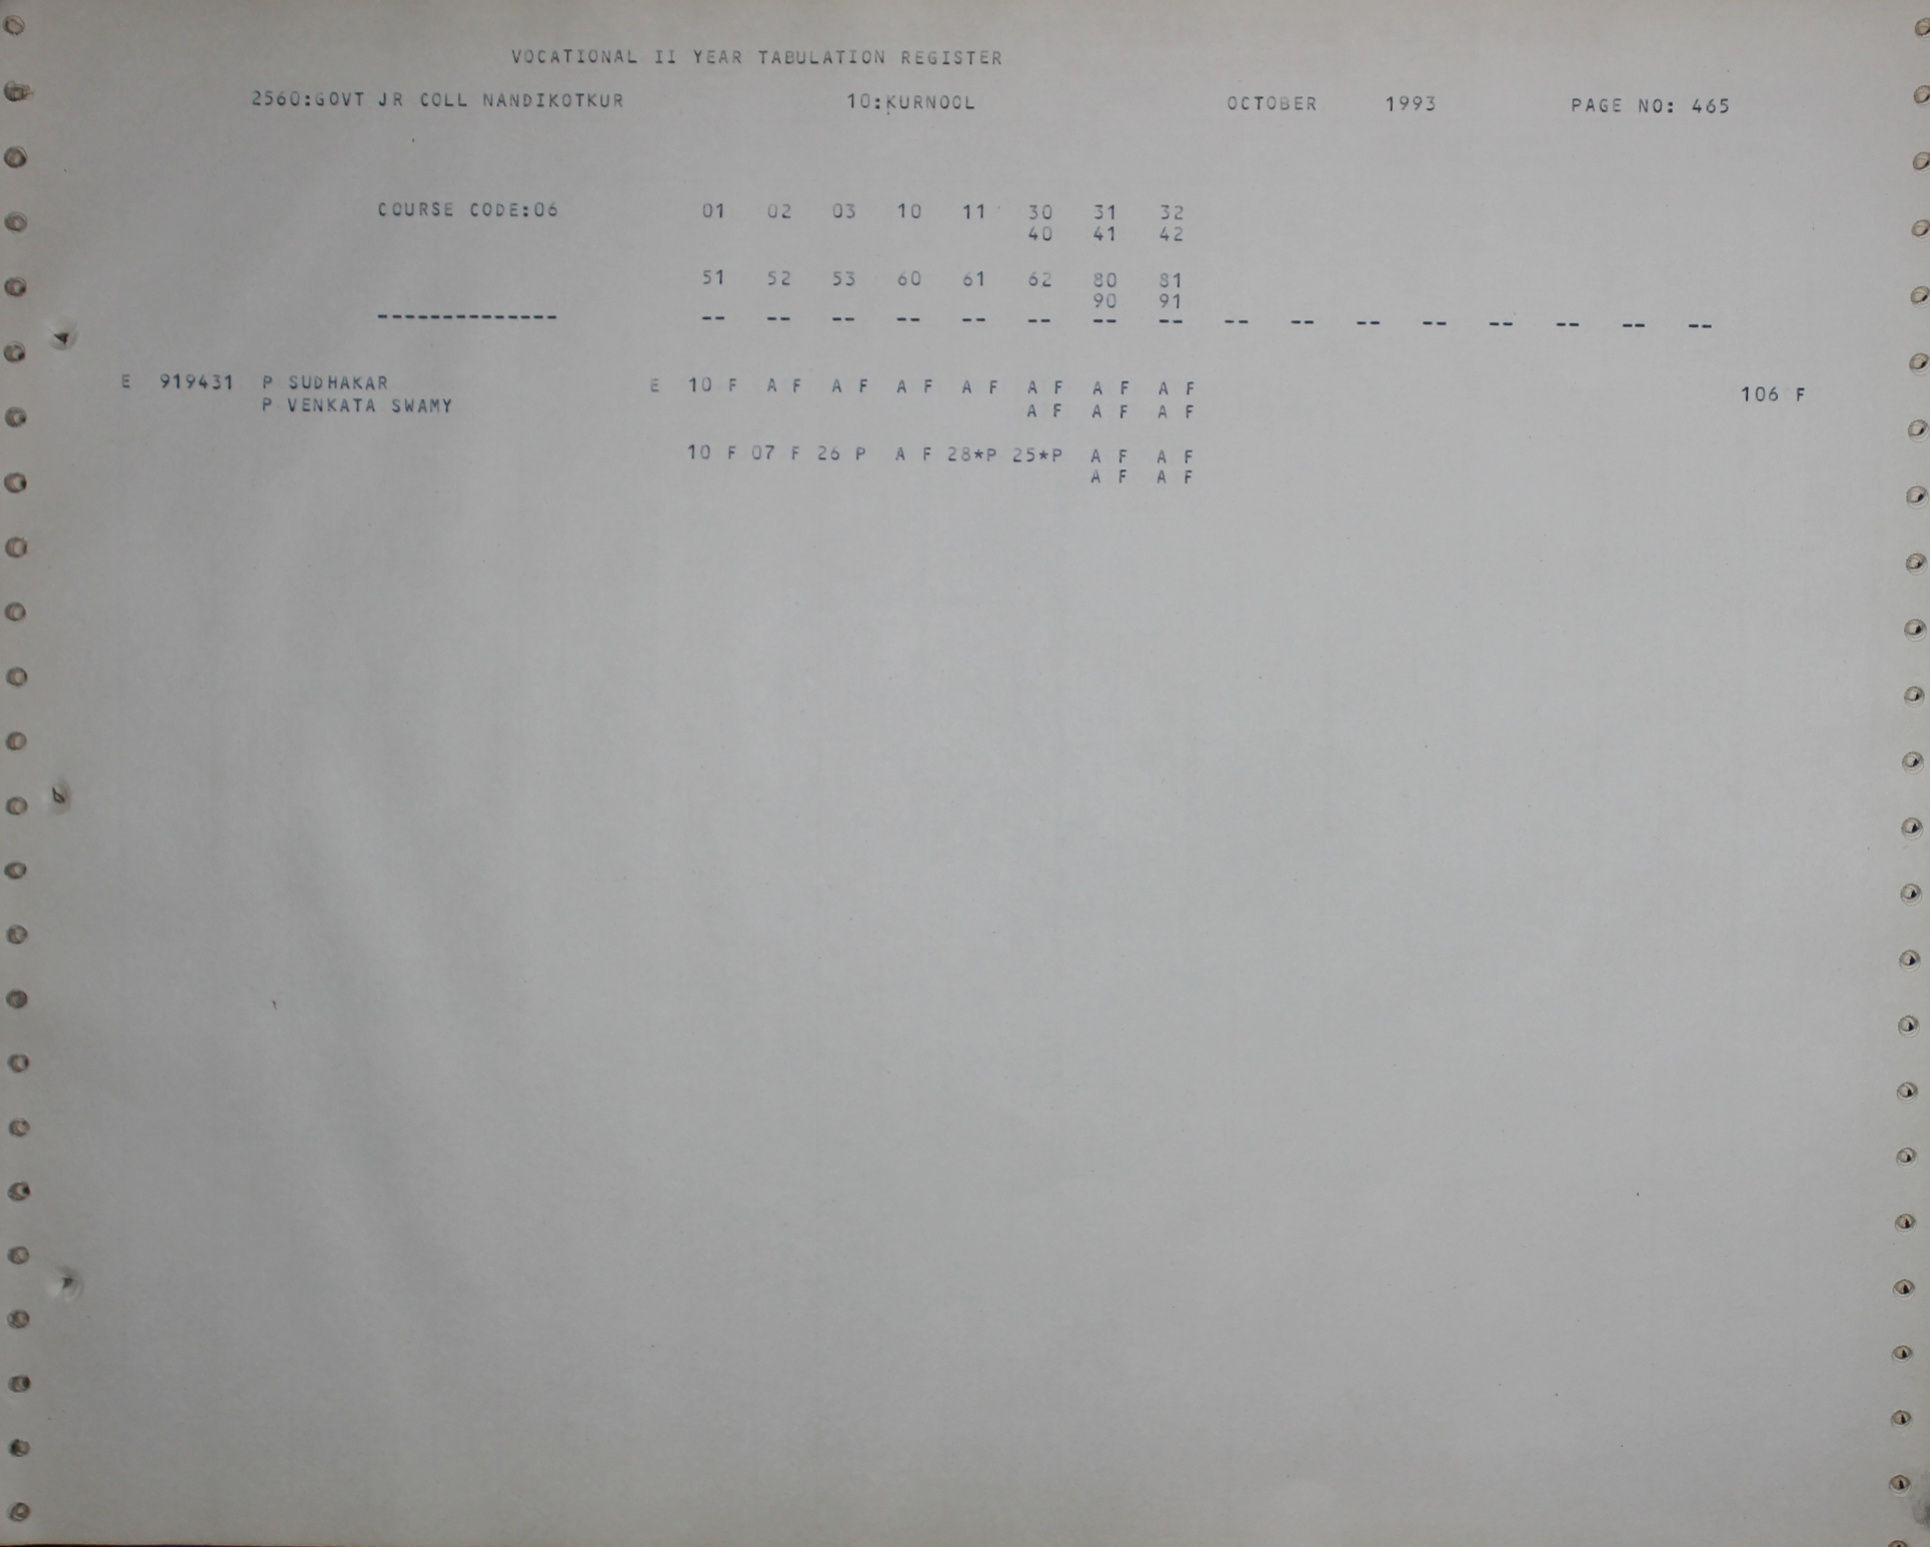 VOCATIONAL II YEAR TABULATION REGISTER
2560:GOVT JR COLL NANDIKOTKUR 10:KURNOOL OCTOBER 1993 PAGE NO: 465
COURSE CODE:06 01 02 03 10 11 30 31 32
40 41 42
51 52 53 60 61 62 80 81
90 91
-------------- -- -- -- -- -- -- -- -- -- -- -- -- -- -- -- --
E 919431 P SUDHAKAR E 10 F A F A F A F A F A F A F A F 106 F
P VENKATA SWAMY A F A F A F
10 F 07 F 26 P A F 28*P 25*P A F A F
A F A F